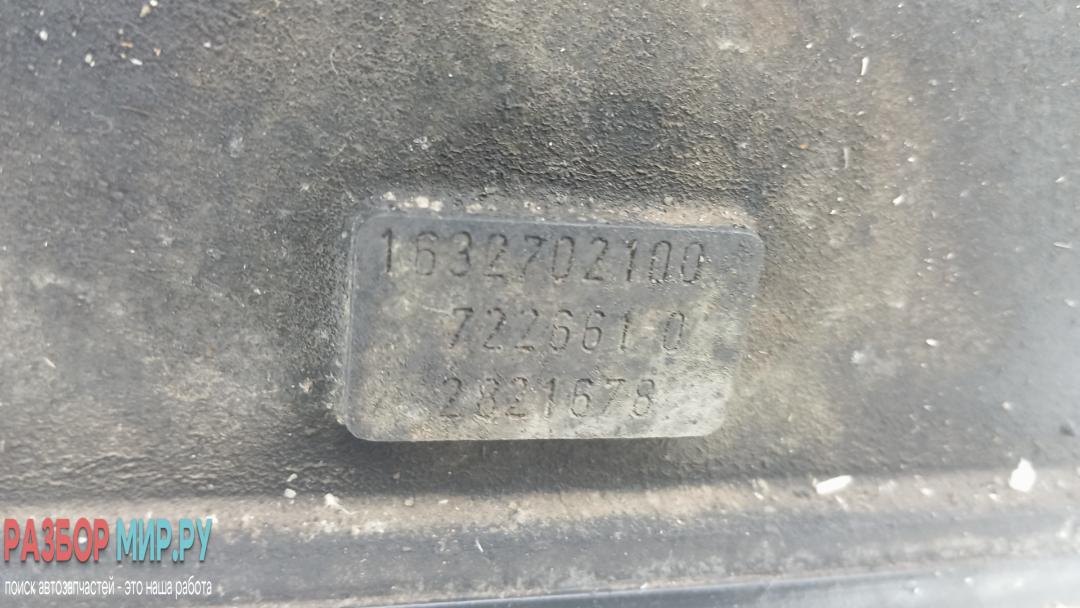 1632702100
722661 0
2821678
РАЗБОР МИР.РУ
поиск автозапчастей - это наша работа